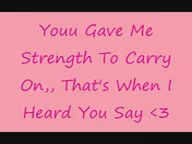 Youu Gave Me
Strength To Carry
On,, That's When I
Heard You Say <3